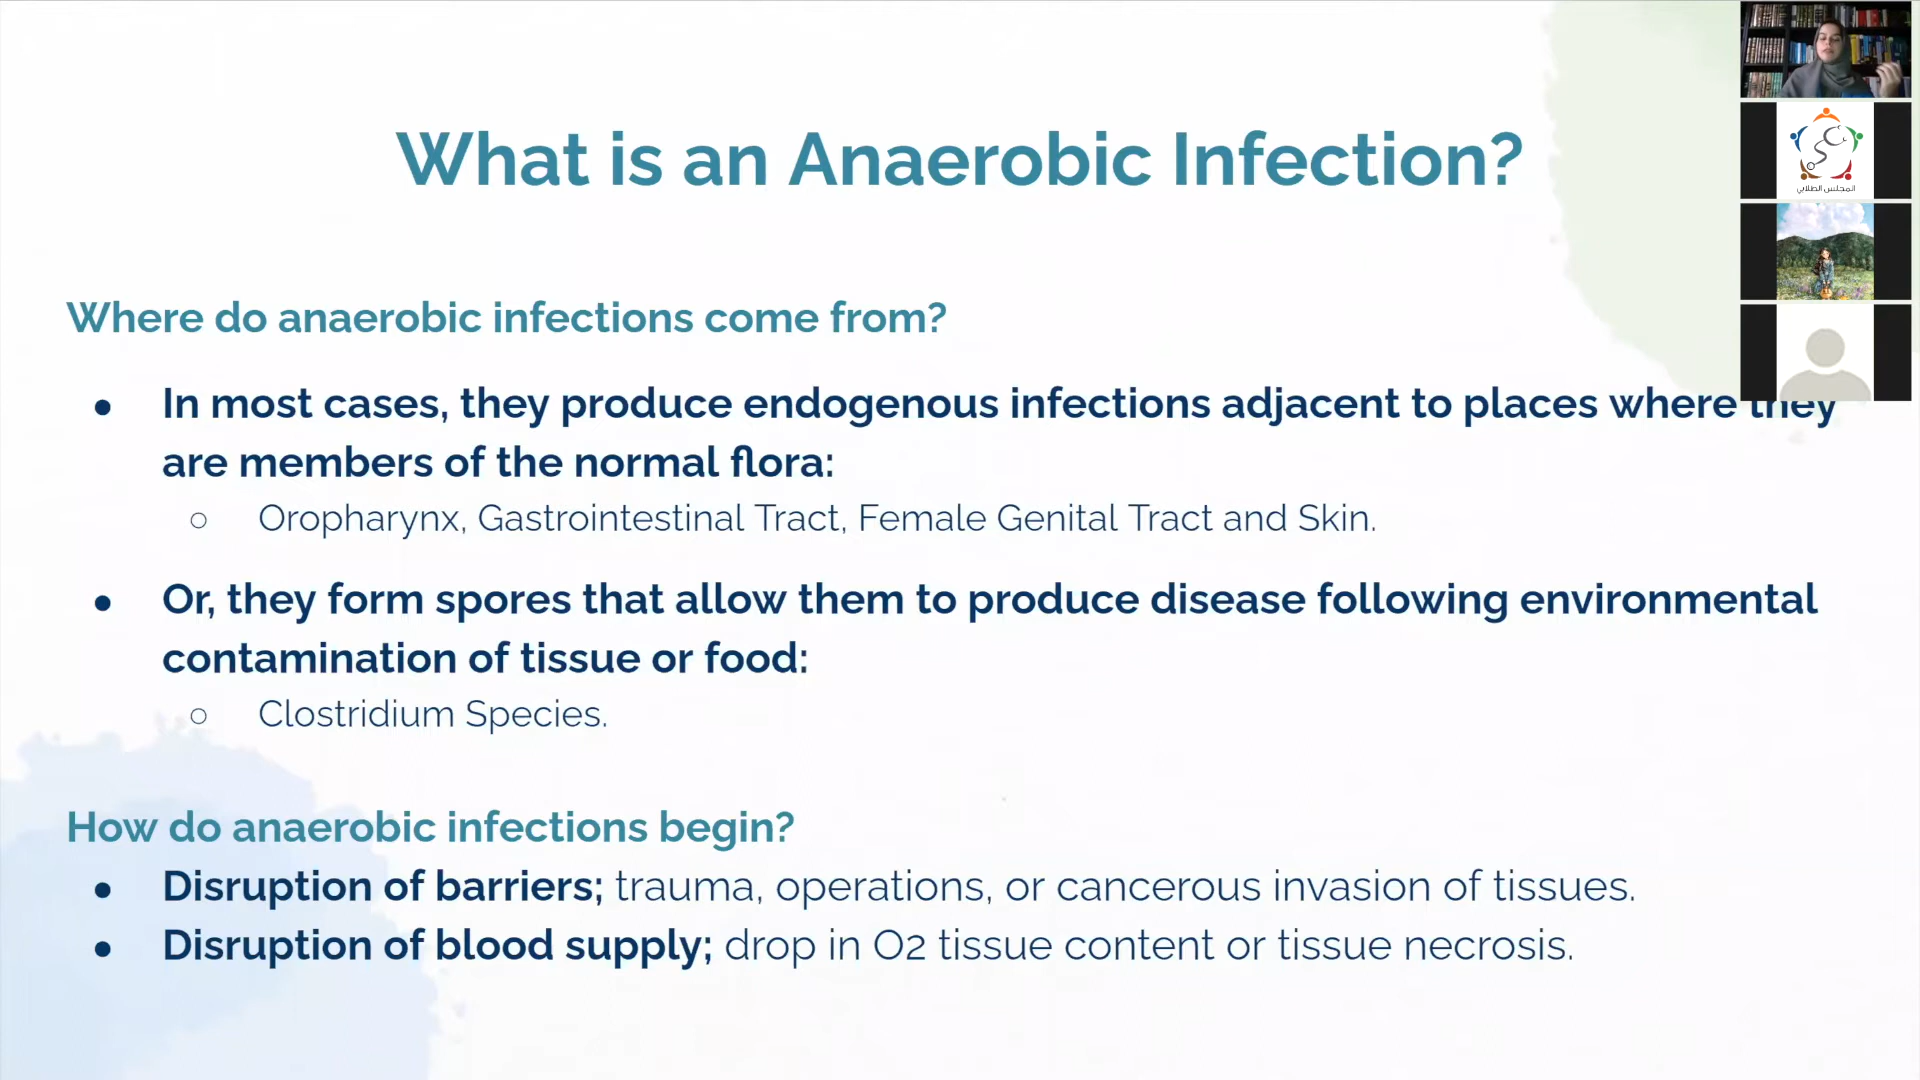 What is an Anaerobic Infection?
Where do anaerobic infections come from?
● In most cases, they produce endogenous infections adjacent to places where they
are members of the normal flora:
○ Oropharynx, Gastrointestinal Tract, Female Genital Tract and Skin.
● Or, they form spores that allow them to produce disease following environmental
contamination of tissue or food:
○ Clostridium Species.
How do anaerobic infections begin?
● Disruption of barriers; trauma, operations, or cancerous invasion of tissues.
● Disruption of blood supply; drop in O2 tissue content or tissue necrosis.
المجلس الطلابي